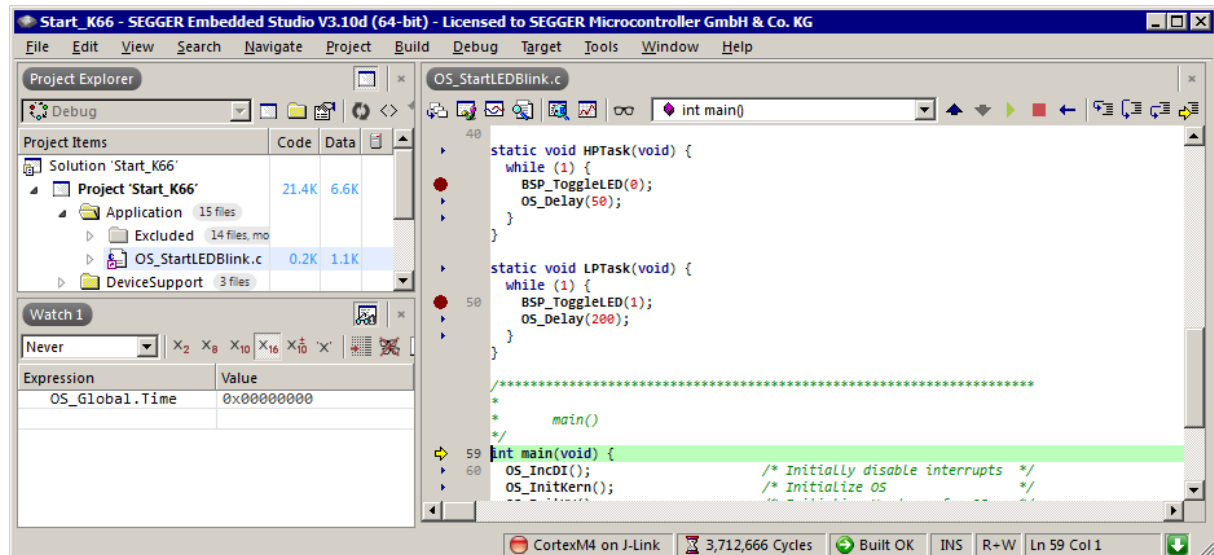 Start_K66 - SEGGER Embedded Studio V3.10d (64-bit) - Licensed to SEGGER Microcontroller GmbH & Co. KG
File Edit View Search Navigate Project Build Debug Target Tools Window Help
Project Explorer
Debug
Project Items Code Data
Solution 'Start_K66'
Project 'Start_K66' 21.4K 6.6K
Application 15 files
Excluded 14 files, mo
OS_StartLEDBlink.c 0.2K 1.1K
DeviceSupport 3 files
Watch 1
Never x2 x8 x10 x16 x±10 'x'
Expression Value
OS_Global.Time 0x00000000
OS_StartLEDBlink.c
int main()
40
static void HPTask(void) {
while (1) {
BSP_ToggleLED(0);
OS_Delay(50);
}
}
static void LPTask(void) {
while (1) {
50 BSP_ToggleLED(1);
OS_Delay(200);
}
}
/*********************************************************************
*
* main()
*/
59 int main(void) {
60 OS_IncDI(); /* Initially disable interrupts */
OS_InitKern(); /* Initialize OS */
CortexM4 on J-Link 3,712,666 Cycles Built OK INS R+W Ln 59 Col 1